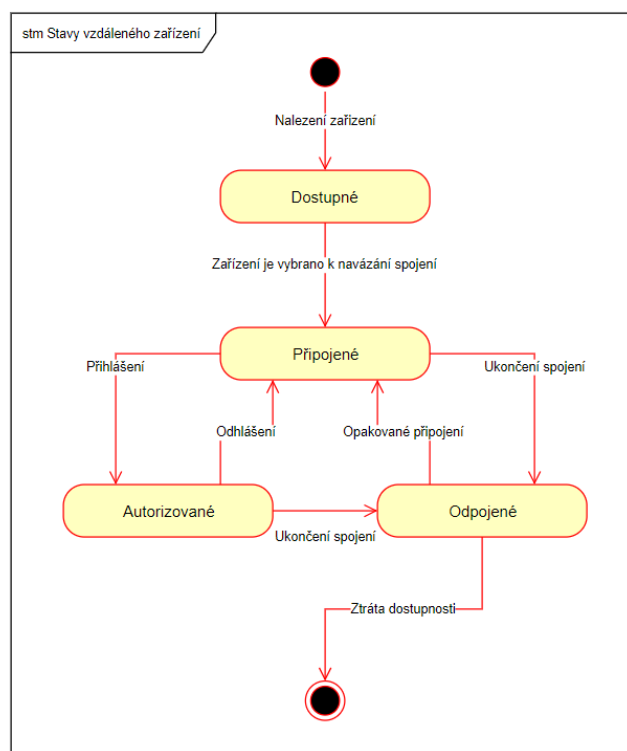 stm Stavy vzdáleného zařízení
Nalezení zařízení
Dostupné
Zařízení je vybrano k navázání spojení
Připojené
Přihlášení
Ukončení spojení
Odhlášení
Opakované připojení
Autorizované
Odpojené
Ukončení spojení
Ztráta dostupnosti